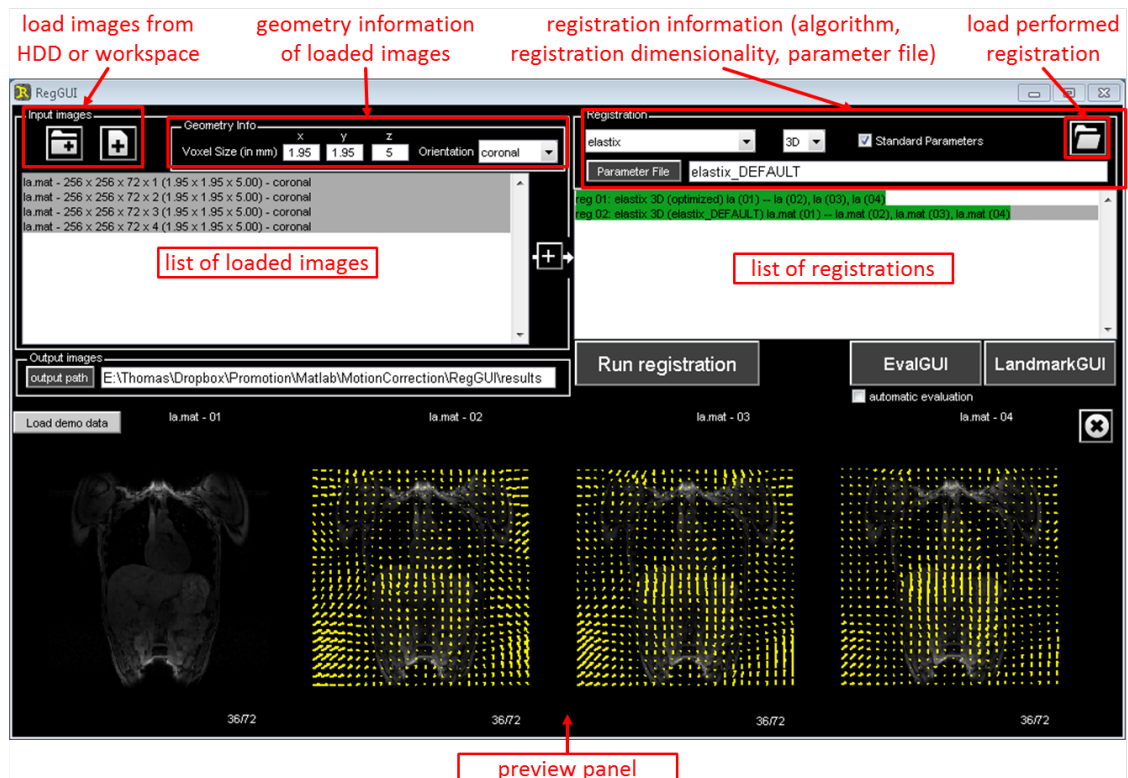 load images from
HDD or workspace
geometry information
of loaded images
registration information (algorithm,
registration dimensionality, parameter file)
load performed
registration
RegGUI
Input images
Geometry Info
x y z
Voxel Size (in mm) 1.95 1.95 5 Orientation coronal
Registration
elastix 3D Standard Parameters
Parameter File elastix_DEFAULT
la.mat - 256 x 256 x 72 x 1 (1.95 x 1.95 x 5.00) - coronal
la.mat - 256 x 256 x 72 x 2 (1.95 x 1.95 x 5.00) - coronal
la.mat - 256 x 256 x 72 x 3 (1.95 x 1.95 x 5.00) - coronal
la.mat - 256 x 256 x 72 x 4 (1.95 x 1.95 x 5.00) - coronal
list of loaded images
reg 01: elastix 3D (optimized) la (01) -- la (02), la (03), la (04)
reg 02: elastix 3D (elastix_DEFAULT) la.mat (01) -- la.mat (02), la.mat (03), la.mat (04)
list of registrations
Output images
output path E:\Thomas\Dropbox\Promotion\Matlab\MotionCorrection\RegGUI\results
Run registration
EvalGUI
LandmarkGUI
automatic evaluation
Load demo data
la.mat - 01
la.mat - 02
la.mat - 03
la.mat - 04
36/72
36/72
36/72
36/72
preview panel